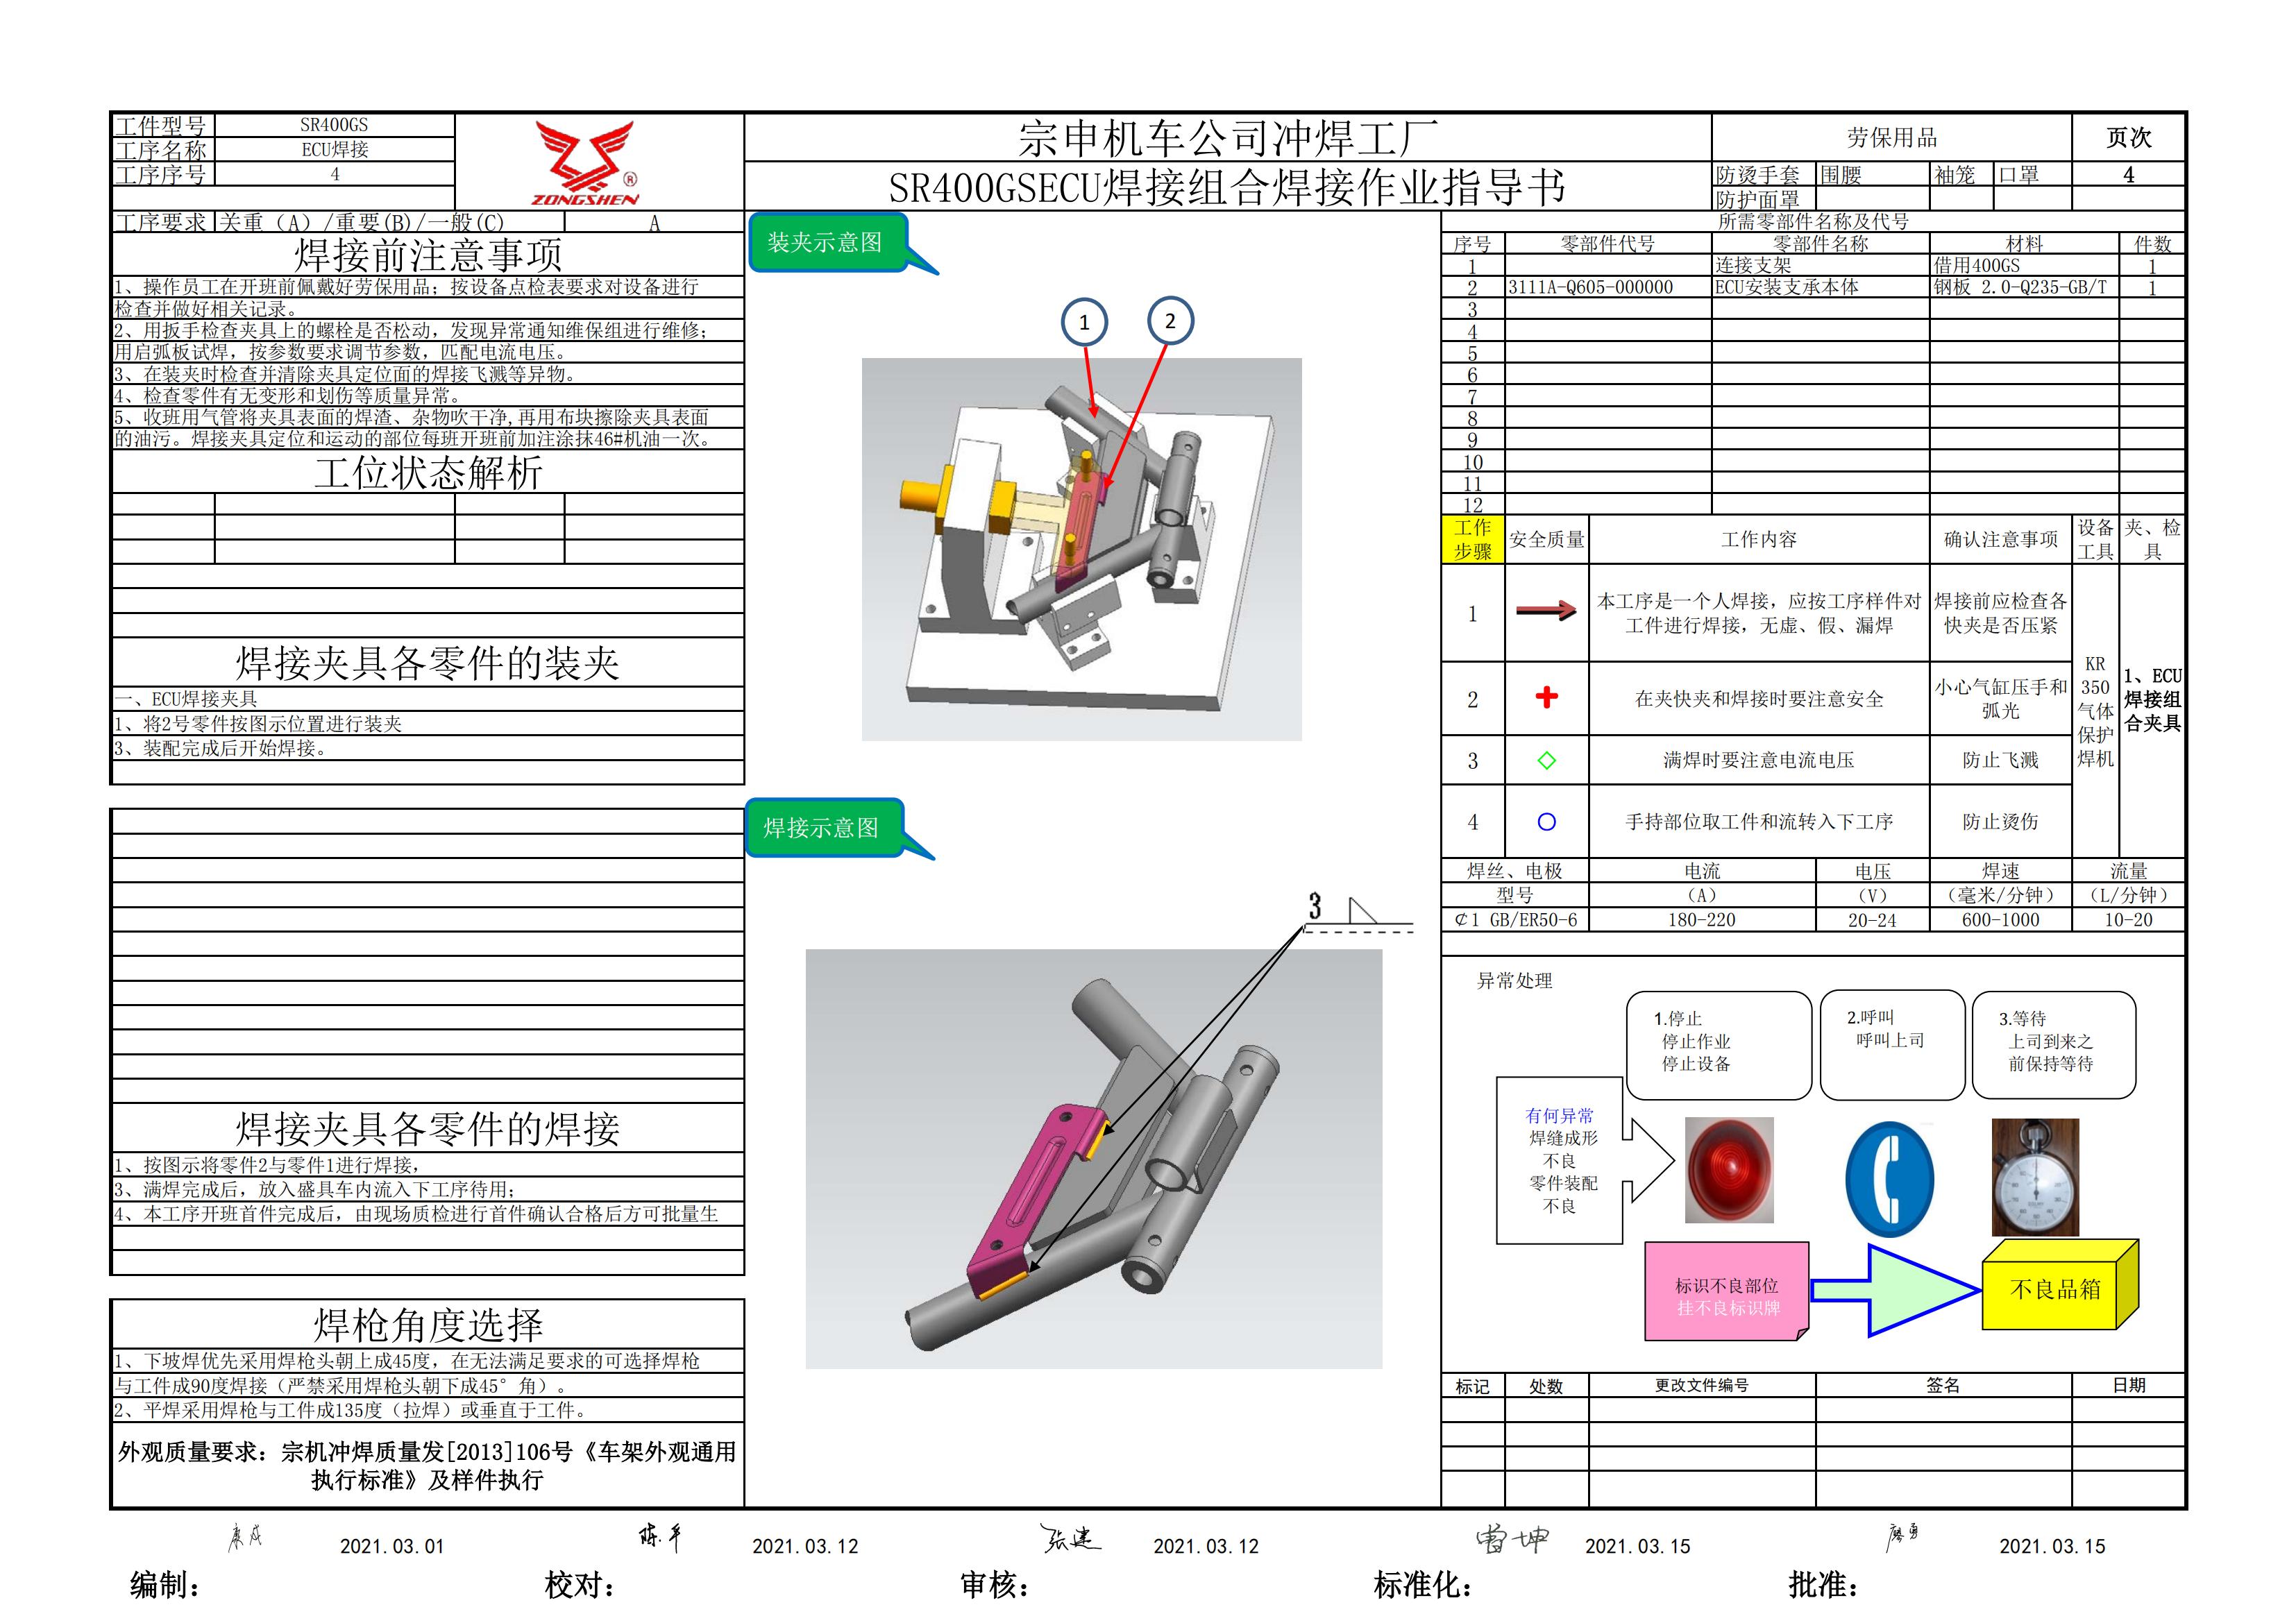 工件型号 SR400GS
工序名称 ECU焊接
工序序号 4
ZONGSHEN ®
宗申机车公司冲焊工厂
SR400GSECU焊接组合焊接作业指导书
劳保用品 页次
防烫手套 围腰 袖笼 口罩 4
防护面罩
工序要求 关重（A）/重要(B)/一般(C) A
焊接前注意事项
1、操作员工在开班前佩戴好劳保用品；按设备点检表要求对设备进行
检查并做好相关记录。
2、用扳手检查夹具上的螺栓是否松动，发现异常通知维保组进行维修；
用启弧板试焊，按参数要求调节参数，匹配电流电压。
3、在装夹时检查并清除夹具定位面的焊接飞溅等异物。
4、检查零件有无变形和划伤等质量异常。
5、收班用气管将夹具表面的焊渣、杂物吹干净,再用布块擦除夹具表面
的油污。焊接夹具定位和运动的部位每班开班前加注涂抹46#机油一次。
工位状态解析
焊接夹具各零件的装夹
一、ECU焊接夹具
1、将2号零件按图示位置进行装夹
3、装配完成后开始焊接。
焊接夹具各零件的焊接
1、按图示将零件2与零件1进行焊接，
3、满焊完成后，放入盛具车内流入下工序待用；
4、本工序开班首件完成后，由现场质检进行首件确认合格后方可批量生
焊枪角度选择
1、下坡焊优先采用焊枪头朝上成45度，在无法满足要求的可选择焊枪
与工件成90度焊接（严禁采用焊枪头朝下成45°角）。
2、平焊采用焊枪与工件成135度（拉焊）或垂直于工件。
外观质量要求：宗机冲焊质量发[2013]106号《车架外观通用
执行标准》及样件执行
装夹示意图
1 2
焊接示意图
3
所需零部件名称及代号
序号 零部件代号 零部件名称 材料 件数
1 连接支架 借用400GS 1
2 3111A-Q605-000000 ECU安装支承本体 钢板 2.0-Q235-GB/T 1
3
4
5
6
7
8
9
10
11
12
工作步骤 安全质量 工作内容 确认注意事项 设备工具 夹、检具
1 本工序是一个人焊接，应按工序样件对 焊接前应检查各
工件进行焊接，无虚、假、漏焊 快夹是否压紧
2 在夹快夹和焊接时要注意安全 小心气缸压手和
弧光
3 满焊时要注意电流电压 防止飞溅
4 手持部位取工件和流转入下工序 防止烫伤
KR
350
气体
保护
焊机
1、ECU
焊接组
合夹具
焊丝、电极 电流 电压 焊速 流量
型号 （A） （V） （毫米/分钟） （L/分钟）
¢1 GB/ER50-6 180-220 20-24 600-1000 10-20
异常处理
1.停止
停止作业
停止设备
2.呼叫
呼叫上司
3.等待
上司到来之
前保持等待
有何异常
焊缝成形
不良
零件装配
不良
标识不良部位
挂不良标识牌
不良品箱
标记 处数 更改文件编号 签名 日期
康成 2021.03.01 陈平 2021.03.12 张建 2021.03.12 雷坤 2021.03.15 廖勇 2021.03.15
编制： 校对： 审核： 标准化： 批准：